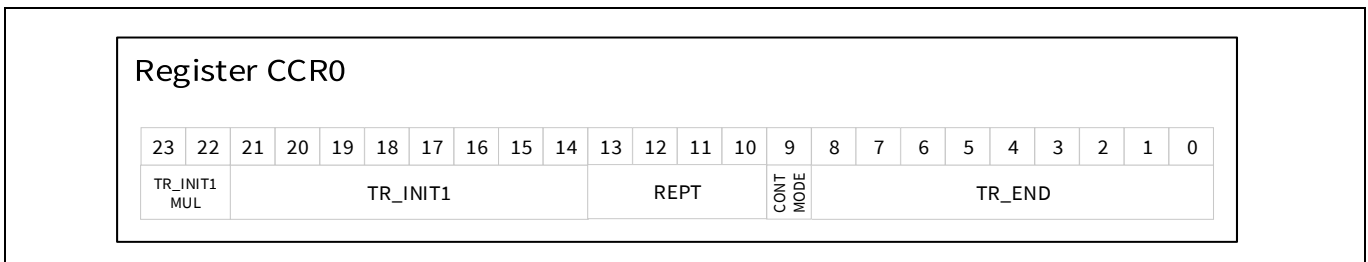 Register CCR0
23 22 21 20 19 18 17 16 15 14 13 12 11 10 9 8 7 6 5 4 3 2 1 0
TR_INIT1
MUL
TR_INIT1
REPT
CONT
MODE
TR_END